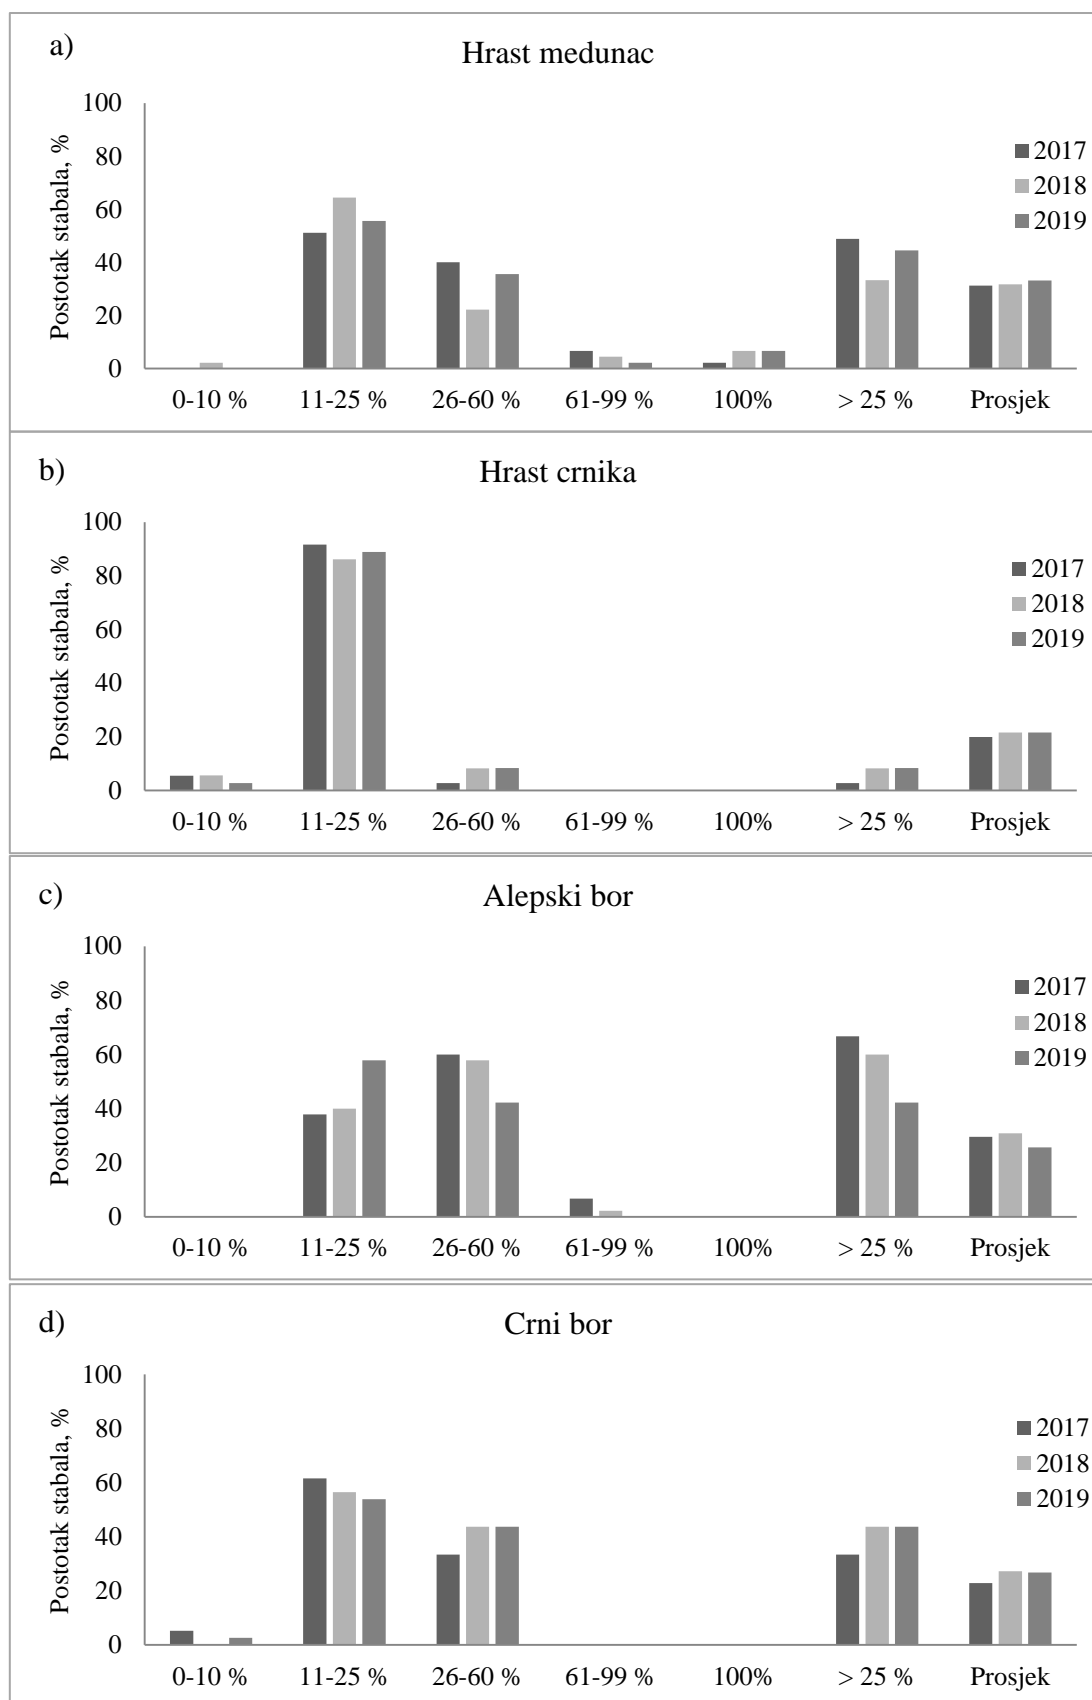 a)
Hrast medunac
Postotak stabala, %
100
80
60
40
20
0
2017
2018
2019
0-10 % 11-25 % 26-60 % 61-99 % 100% > 25 % Prosjek
b)
Hrast crnika
Postotak stabala, %
100
80
60
40
20
0
2017
2018
2019
0-10 % 11-25 % 26-60 % 61-99 % 100% > 25 % Prosjek
c)
Alepski bor
Postotak stabala, %
100
80
60
40
20
0
2017
2018
2019
0-10 % 11-25 % 26-60 % 61-99 % 100% > 25 % Prosjek
d)
Crni bor
Postotak stabala, %
100
80
60
40
20
0
2017
2018
2019
0-10 % 11-25 % 26-60 % 61-99 % 100% > 25 % Prosjek